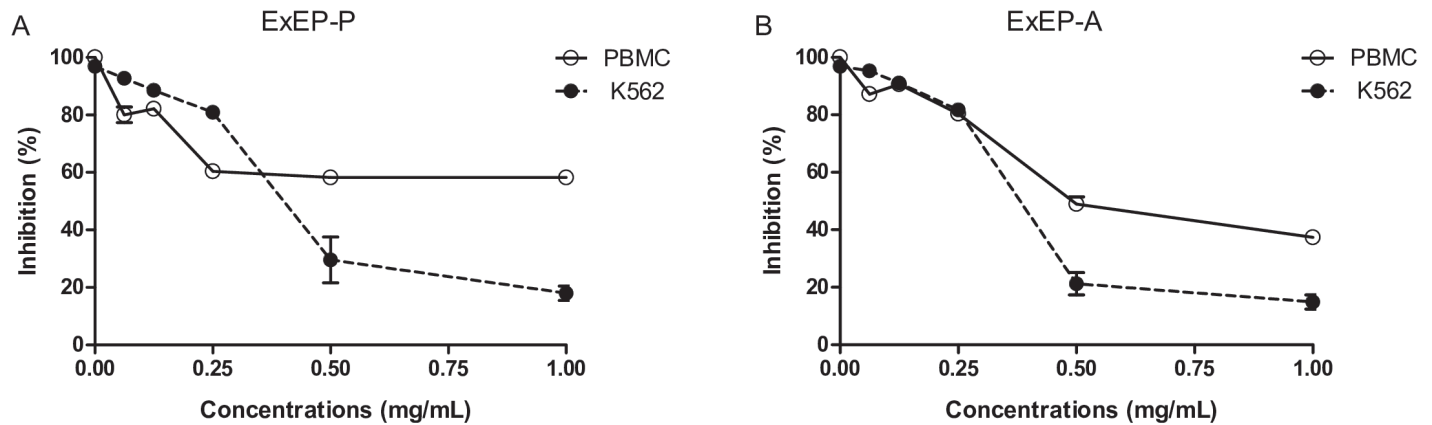 A
ExEP-P
100
80
60
40
20
0
Inhibition (%)
0.00 0.25 0.50 0.75 1.00
Concentrations (mg/mL)
PBMC
K562
B
ExEP-A
100
80
60
40
20
0
Inhibition (%)
0.00 0.25 0.50 0.75 1.00
Concentrations (mg/mL)
PBMC
K562